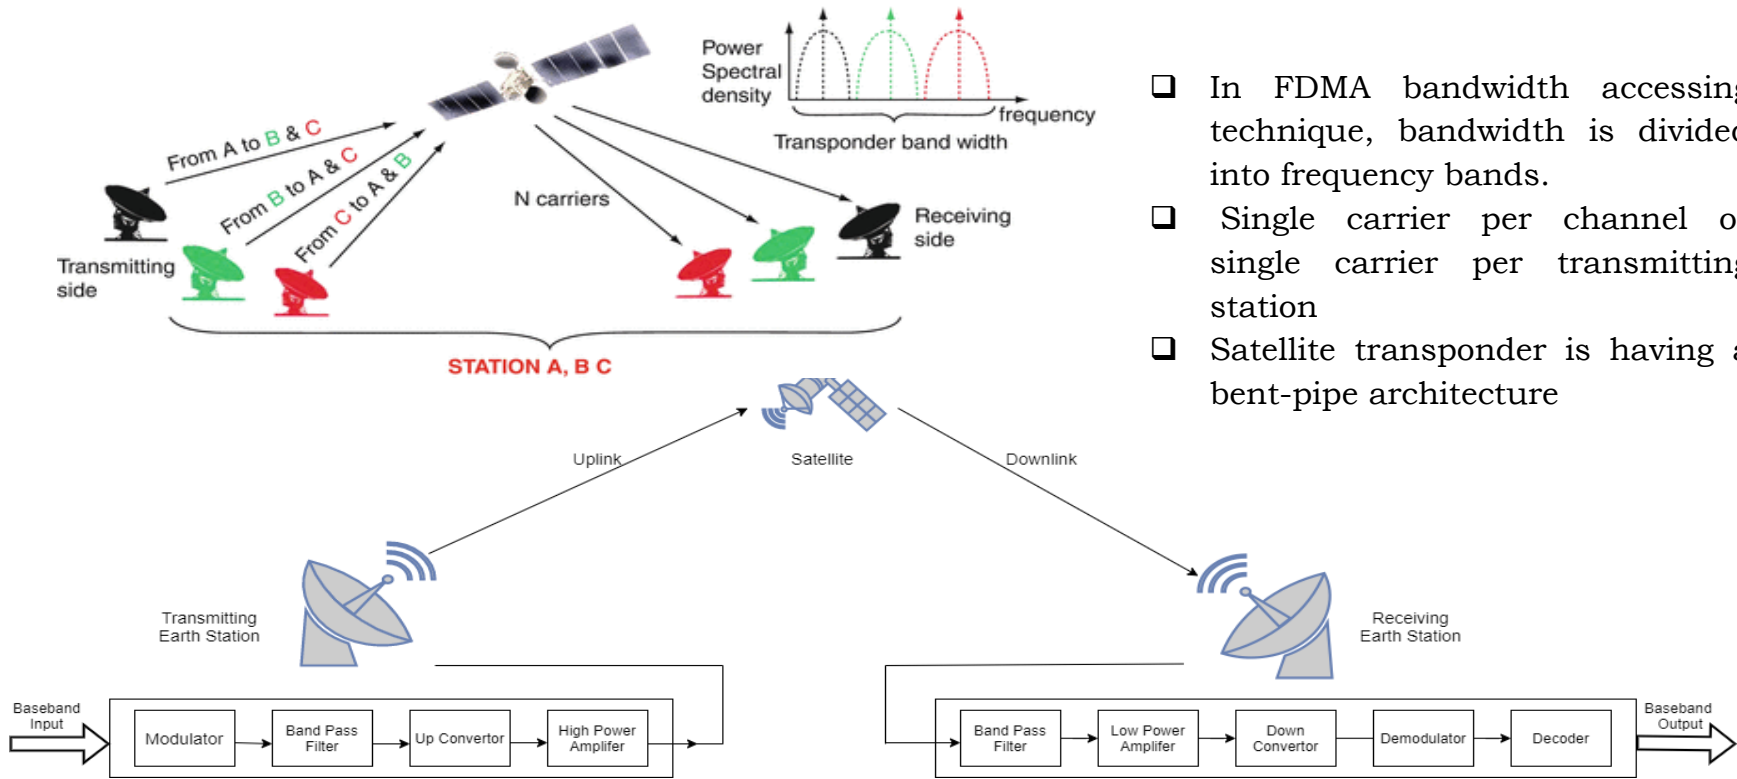 Power
Spectral
density
frequency
Transponder band width
From A to B & C
From B to A & C
From C to A & B
N carriers
Transmitting
side
Receiving
side
STATION A, B C
❑ In FDMA bandwidth accessing
technique, bandwidth is divided
into frequency bands.
❑ Single carrier per channel o
single carrier per transmitting
station
❑ Satellite transponder is having a
bent-pipe architecture
Uplink
Satellite
Downlink
Transmitting
Earth Station
Receiving
Earth Station
Baseband
Input
Modulator
Band Pass
Filter
Up Convertor
High Power
Amplifer
Band Pass
Filter
Low Power
Amplifer
Down
Convertor
Demodulator
Decoder
Baseband
Output